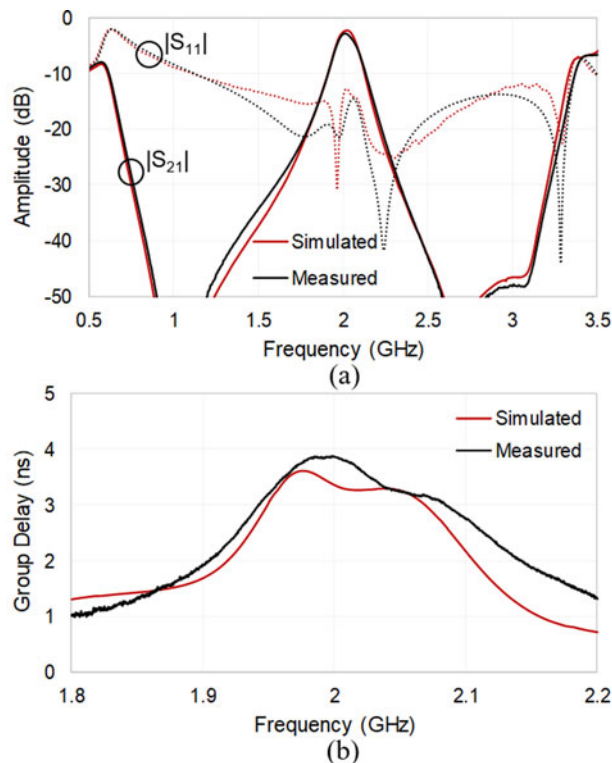 0
-10
-20
-30
-40
-50
Amplitude (dB)
|S11|
|S21|
Simulated
Measured
0.5 1 1.5 2 2.5 3 3.5
Frequency (GHz)
(a)
5
4
3
2
1
0
Group Delay (ns)
Simulated
Measured
1.8 1.9 2 2.1 2.2
Frequency (GHz)
(b)